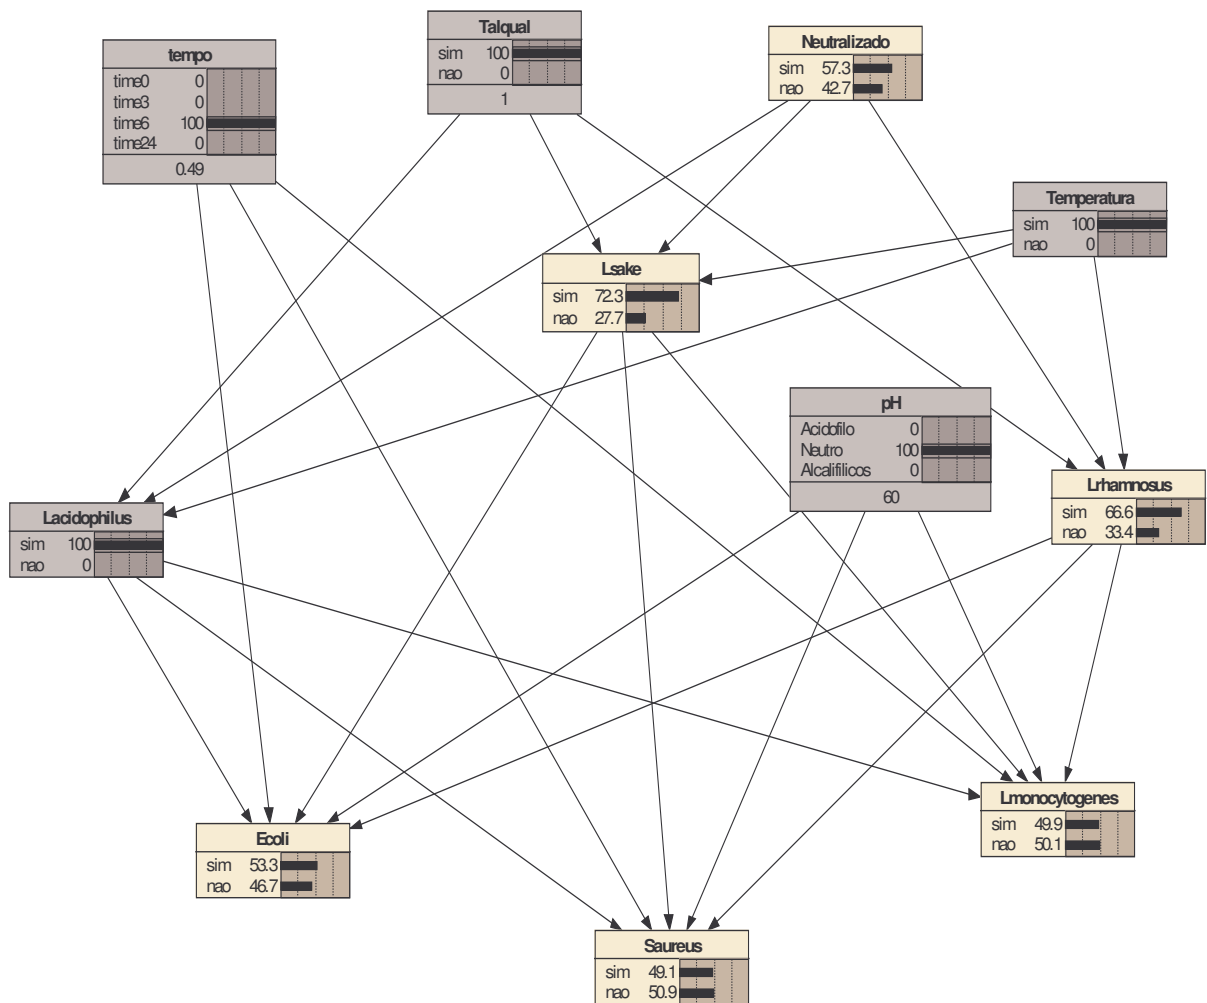 Talqual
sim 100
nao 0
1
Neutralizado
sim 57.3
nao 42.7
tempo
time0 0
time3 0
time6 100
time24 0
0.49
Temperatura
sim 100
nao 0
Lsake
sim 72.3
nao 27.7
pH
Acidofilo 0
Neutro 100
Alcalifilicos 0
60
Lrhamnosus
sim 66.6
nao 33.4
Lacidophilus
sim 100
nao 0
Lmonocytogenes
sim 49.9
nao 50.1
Ecoli
sim 53.3
nao 46.7
Saureus
sim 49.1
nao 50.9